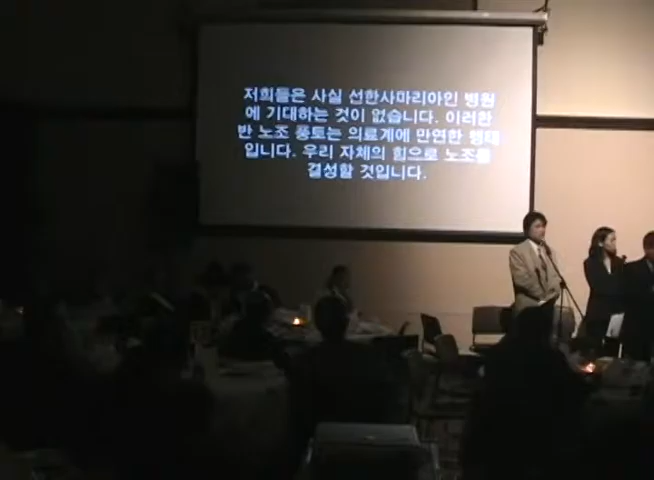 저희들은 사실 선한사마리아인 병원
에 기대하는 것이 없습니다. 이러한
반 노조 풍토는 의료계에 만연한 행태
입니다. 우리 자체의 힘으로 노조를
결성할 것입니다.